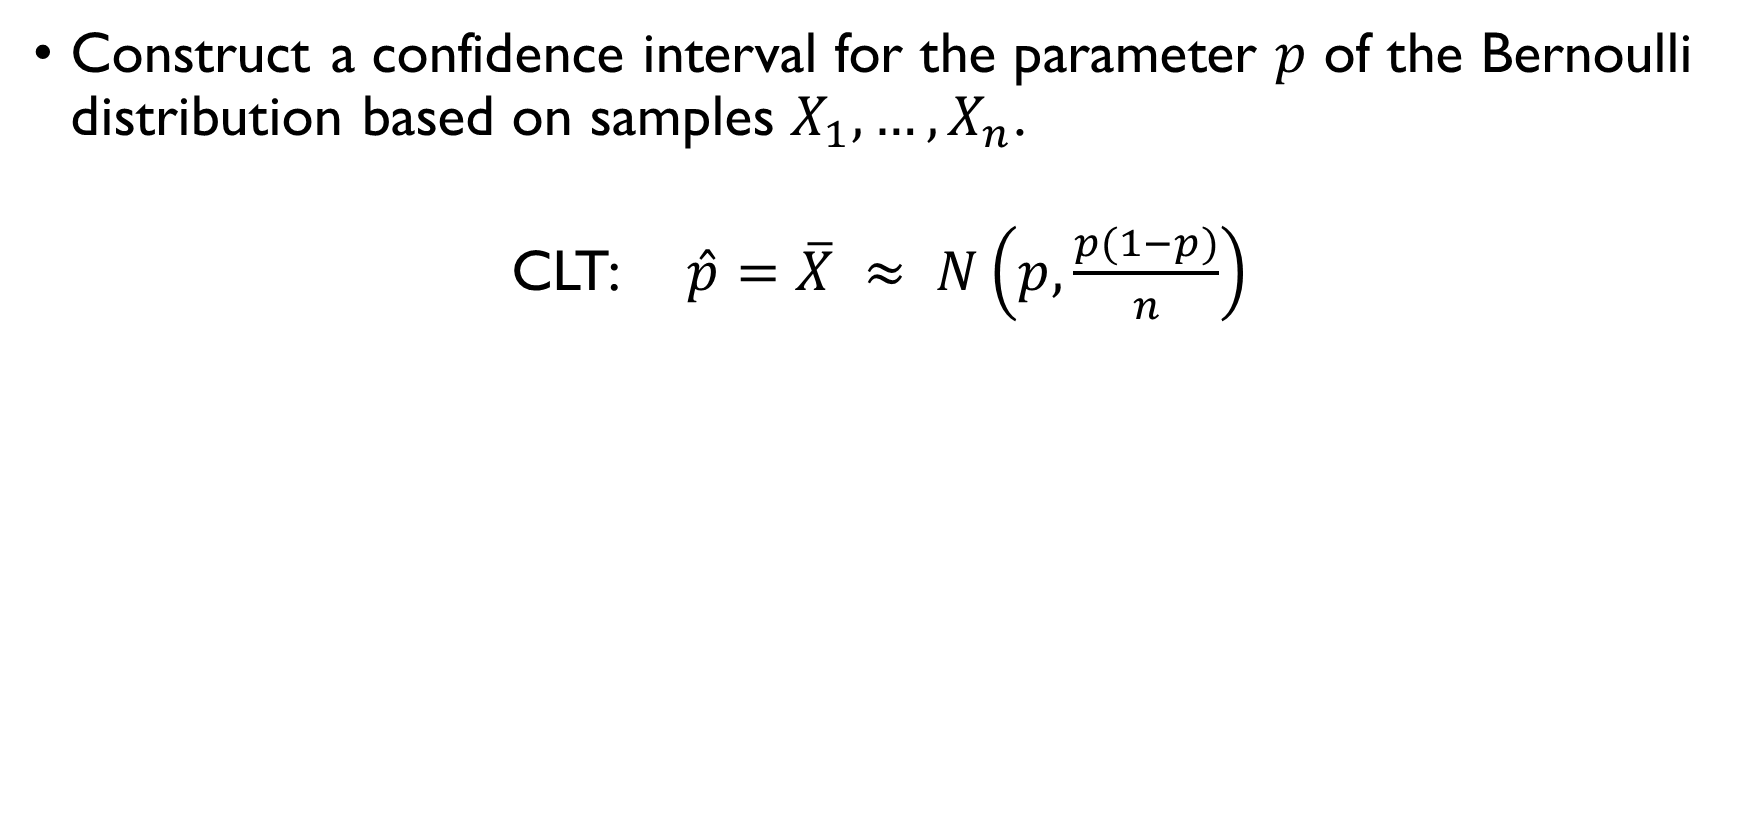 • Construct a confidence interval for the parameter 𝑝 of the Bernoulli
distribution based on samples 𝑋₁, … , 𝑋ₙ.
CLT: p̂ = X̄ ≈ N(p, p(1−p)/n)